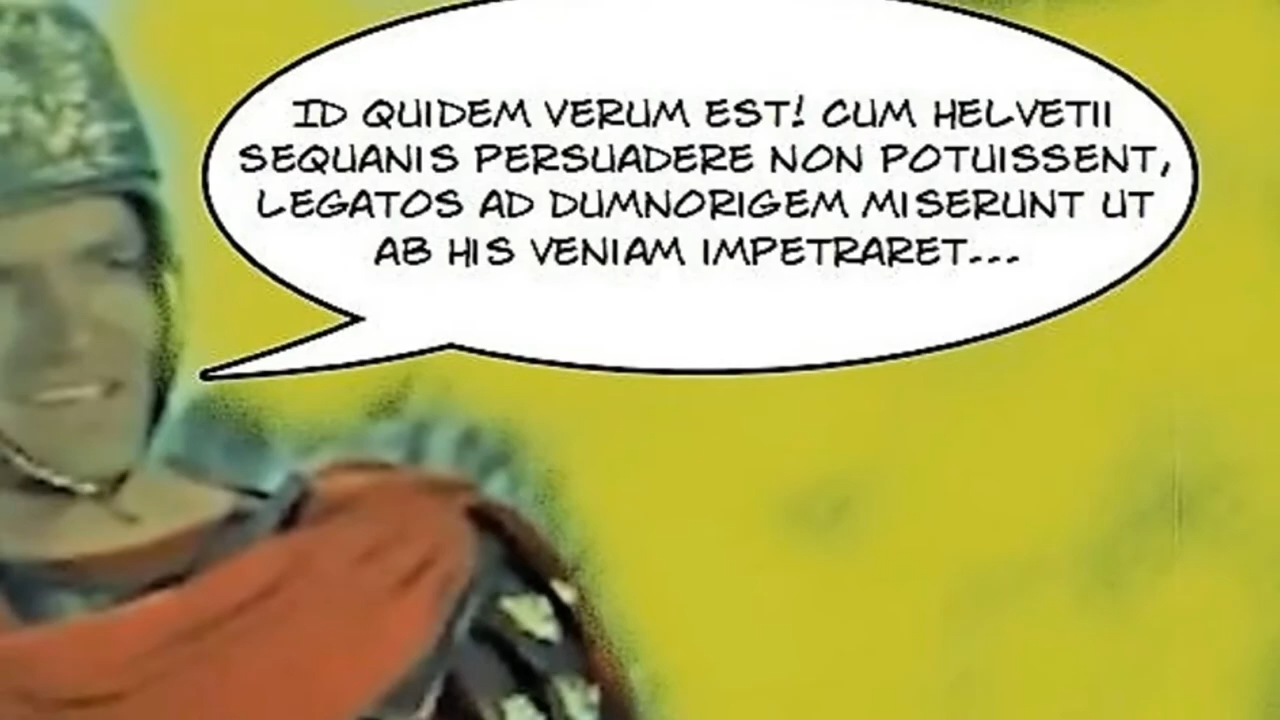 ID QUIDEM VERUM EST! CUM HELVETII
SEQUANIS PERSUADERE NON POTUISSENT,
LEGATOS AD DUMNORIGEM MISERUNT UT
AB HIS VENIAM IMPETRARET...